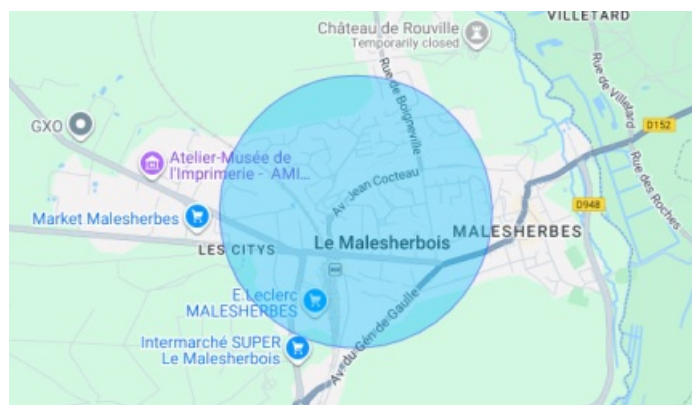 VILLETARD
Château de Rouville
Temporarily closed
Rue de Boigneville
Rue de Villetard
D152
GXO
Atelier-Musée de
l'Imprimerie - AMI...
Rue des Roches
Av. Jean Cocteau
D948
Market Malesherbes
LES CITYS
Le Malesherbois
MALESHERBES
E.Leclerc
MALESHERBES
Av. du Gén de Gaulle
Intermarché SUPER
Le Malesherbois